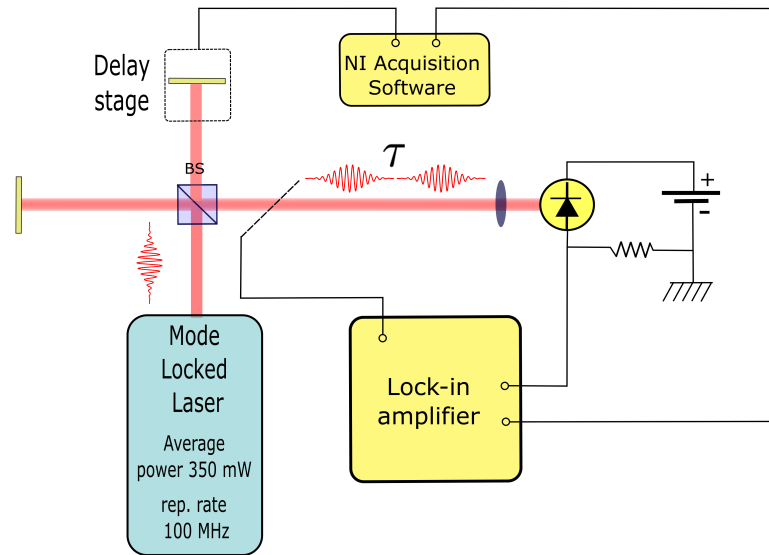 Delay
stage
NI Acquisition
Software
BS
τ
+
-
Mode
Locked
Laser
Average
power 350 mW
rep. rate
100 MHz
Lock-in
amplifier